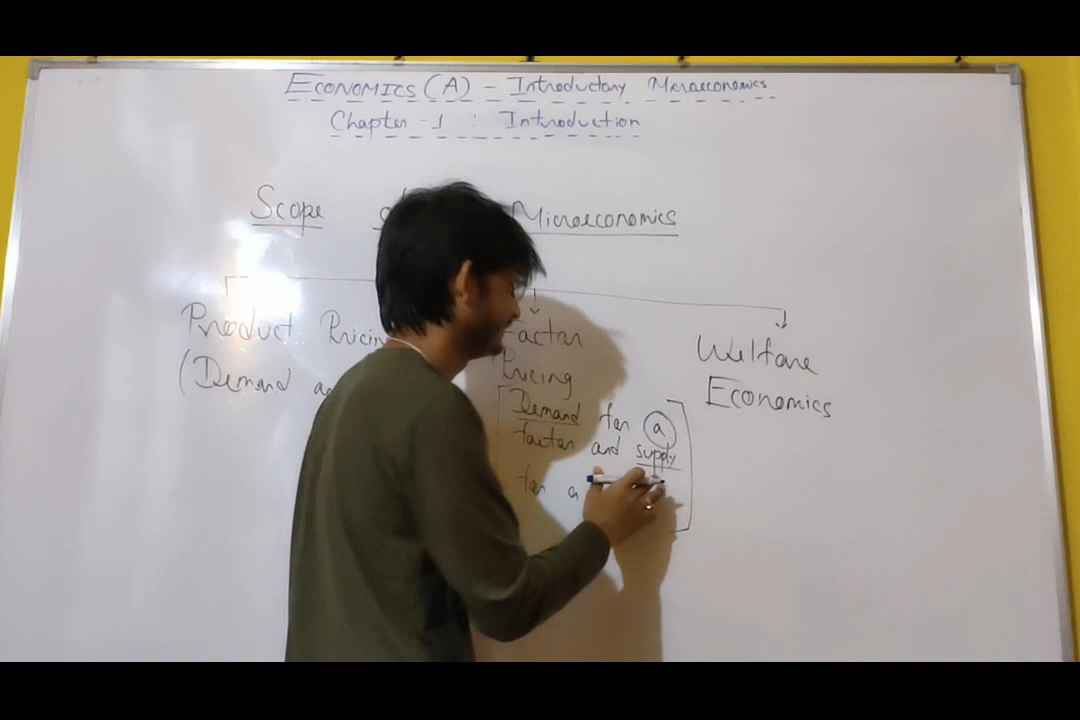 ECONOMICS (A) - Introductory Microeconomics
Chapter - 1 : Introduction
Scope Microeconomics
Product Pricing
(Demand
Factor
Pricing
[Demand for a
factor and supply
for a
Welfare
Economics